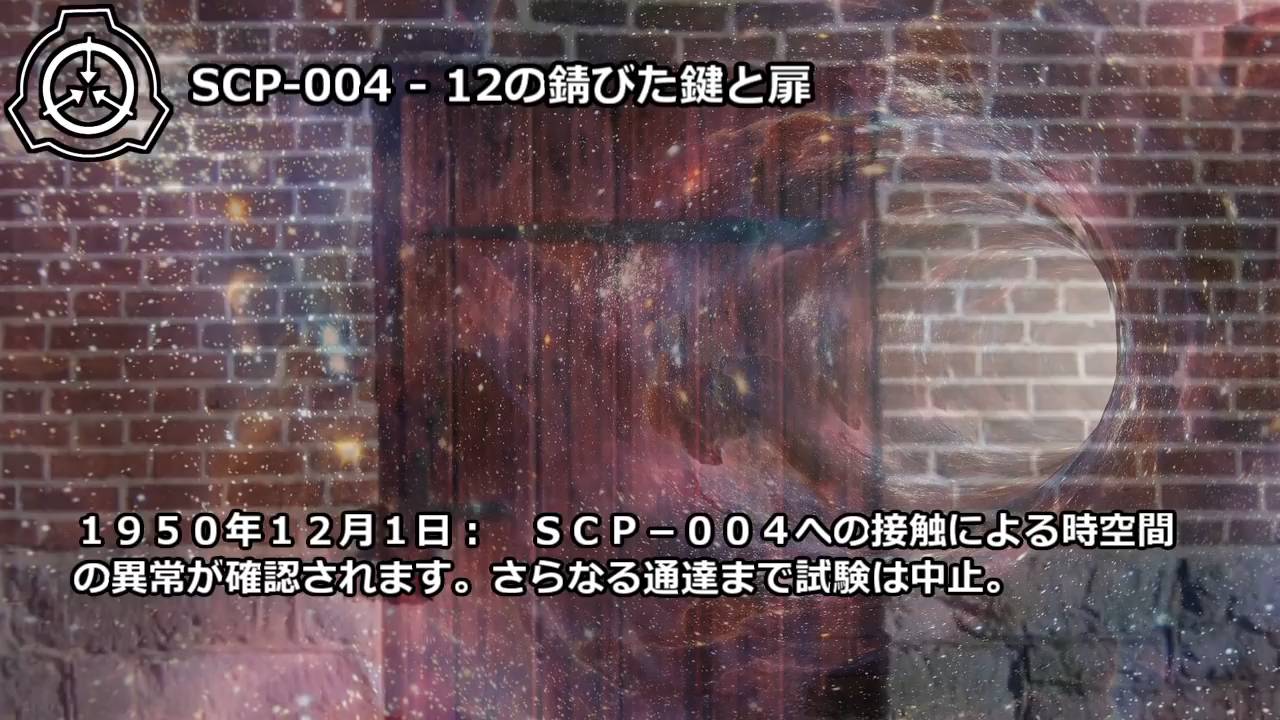 SCP-004 - 12の錆びた鍵と扉
１９５０年１２月１日：　ＳＣＰ－００４への接触による時空間
の異常が確認されます。さらなる通達まで試験は中止。